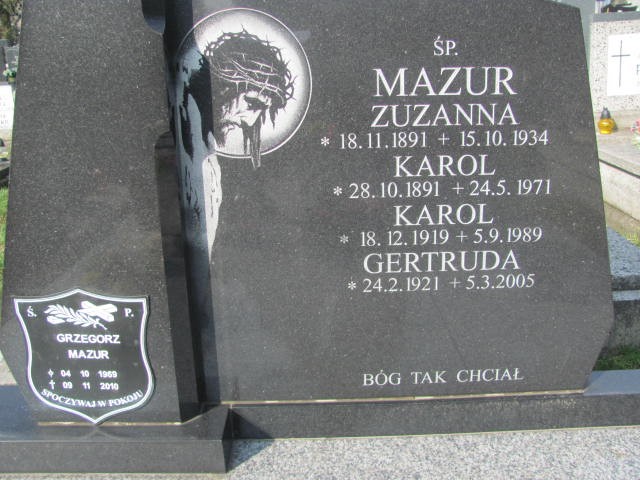 ŚP.
MAZUR
ZUZANNA
* 18.11.1891 + 15.10.1934
KAROL
* 28.10.1891 + 24.5.1971
KAROL
* 18.12.1919 + 5.9.1989
GERTRUDA
* 24.2.1921 + 5.3.2005
BÓG TAK CHCIAŁ
Ś. P.
GRZEGORZ
MAZUR
04 10 1969
✝ 09 11 2010
SPOCZYWAJ W POKOJU